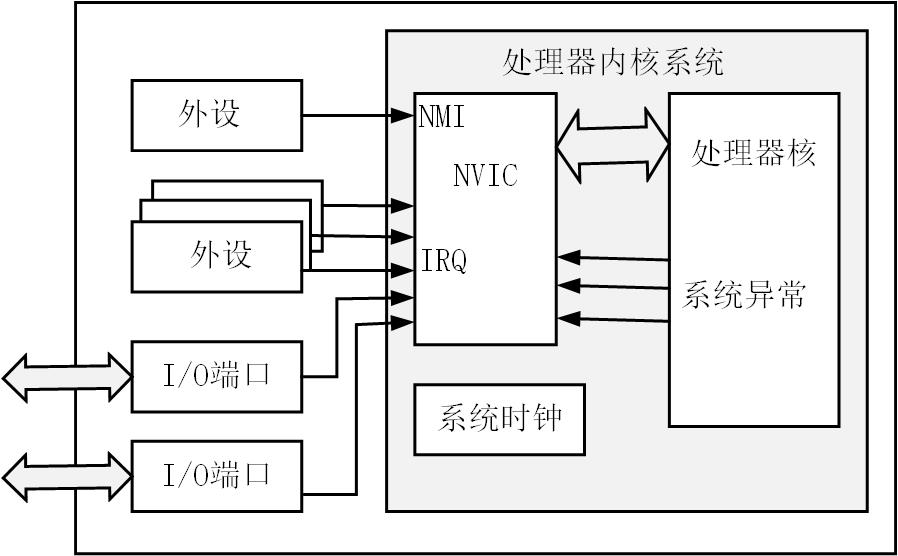 处理器内核系统
外设
NMI
处理器核
NVIC
外设
IRQ
系统异常
I/O端口
系统时钟
I/O端口